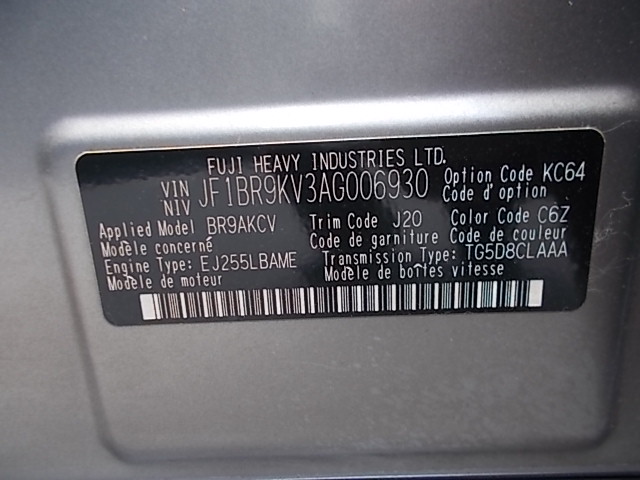 FUJI HEAVY INDUSTRIES LTD.
VIN
NIV JF1BR9KV3AG006930 Option Code KC64
Code d'option
Applied Model BR9AKCV Trim Code J20 Color Code C6Z
Modèle concerné Code de garniture Code de couleur
Engine Type: EJ255LBAME Transmission Type: TG5D8CLAAA
Modèle de moteur Modèle de boîtes vitesse